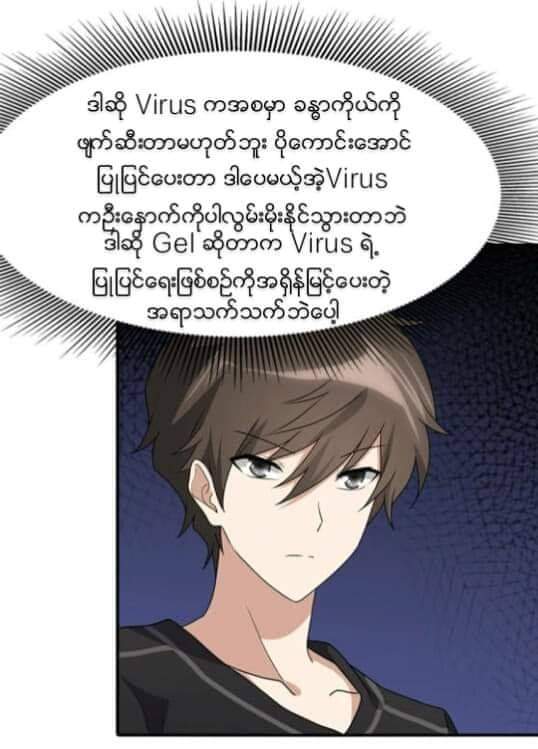 ဒါဆို Virus ကအစမှာ ခန္ဓာကိုယ်ကို
ဖျက်ဆီးတာမဟုတ်ဘူး ပိုကောင်းအောင်
ပြုပြင်ပေးတာ ဒါပေမယ့်အဲ့Virus
ကဦးနှောက်ကိုပါလွှမ်းမိုးနိုင်သွားတာဘဲ
ဒါဆို Gel ဆိုတာက Virus ရဲ့
ပြုပြင်ရေးဖြစ်စဉ်ကိုအရှိန်မြင့်ပေးတဲ့
အရာသက်သက်ဘဲပေါ့